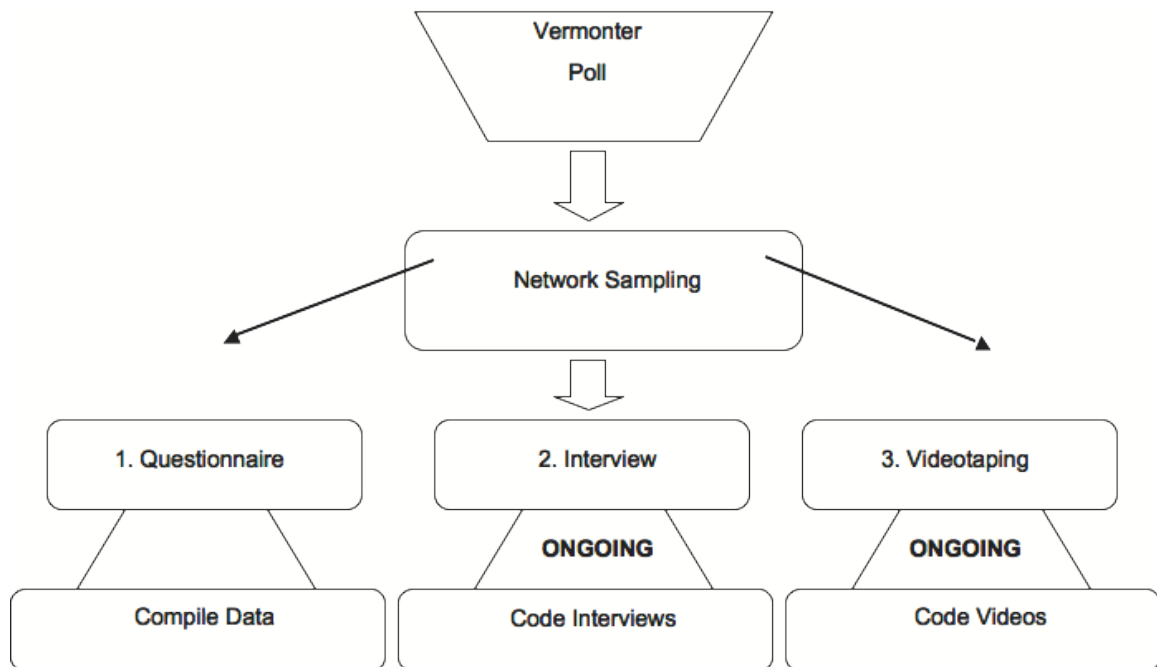 Vermonter
Poll
Network Sampling
1. Questionnaire
2. Interview
3. Videotaping
ONGOING
ONGOING
Compile Data
Code Interviews
Code Videos